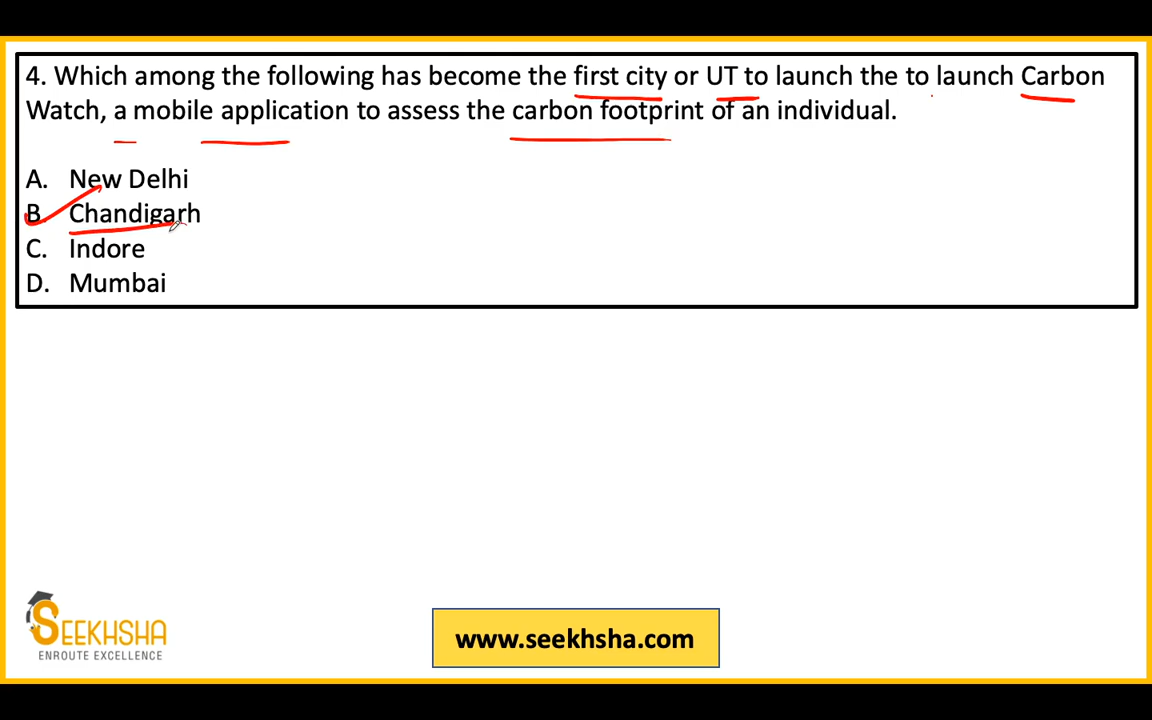 4. Which among the following has become the first city or UT to launch the to launch Carbon
Watch, a mobile application to assess the carbon footprint of an individual.
A. New Delhi
B. Chandigarh
C. Indore
D. Mumbai
SEEKHSHA
ENROUTE EXCELLENCE
www.seekhsha.com